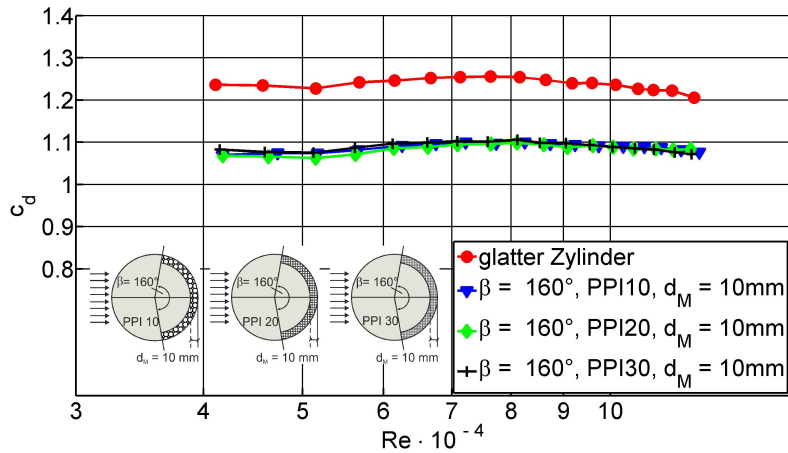 1.4
1.3
1.2
1.1
1
0.9
0.8
c_d
β= 160° β= 160° β= 160°
PPI 10 PPI 20 PPI 30
d_M = 10 mm d_M = 10 mm d_M = 10 mm
glatter Zylinder
β = 160°, PPI10, d_M = 10mm
β = 160°, PPI20, d_M = 10mm
β = 160°, PPI30, d_M = 10mm
3 4 5 6 7 8 9 10
Re · 10⁻⁴